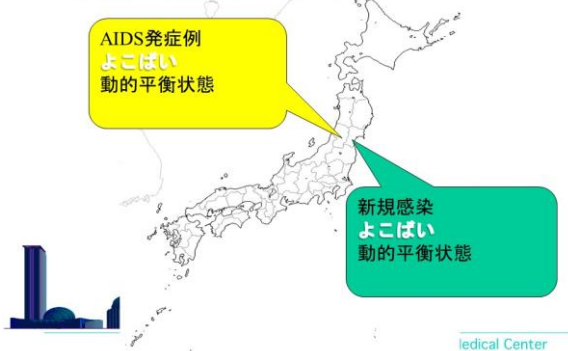 AIDS発症例
よこばい
動的平衡状態
新規感染
よこばい
動的平衡状態
edical Center